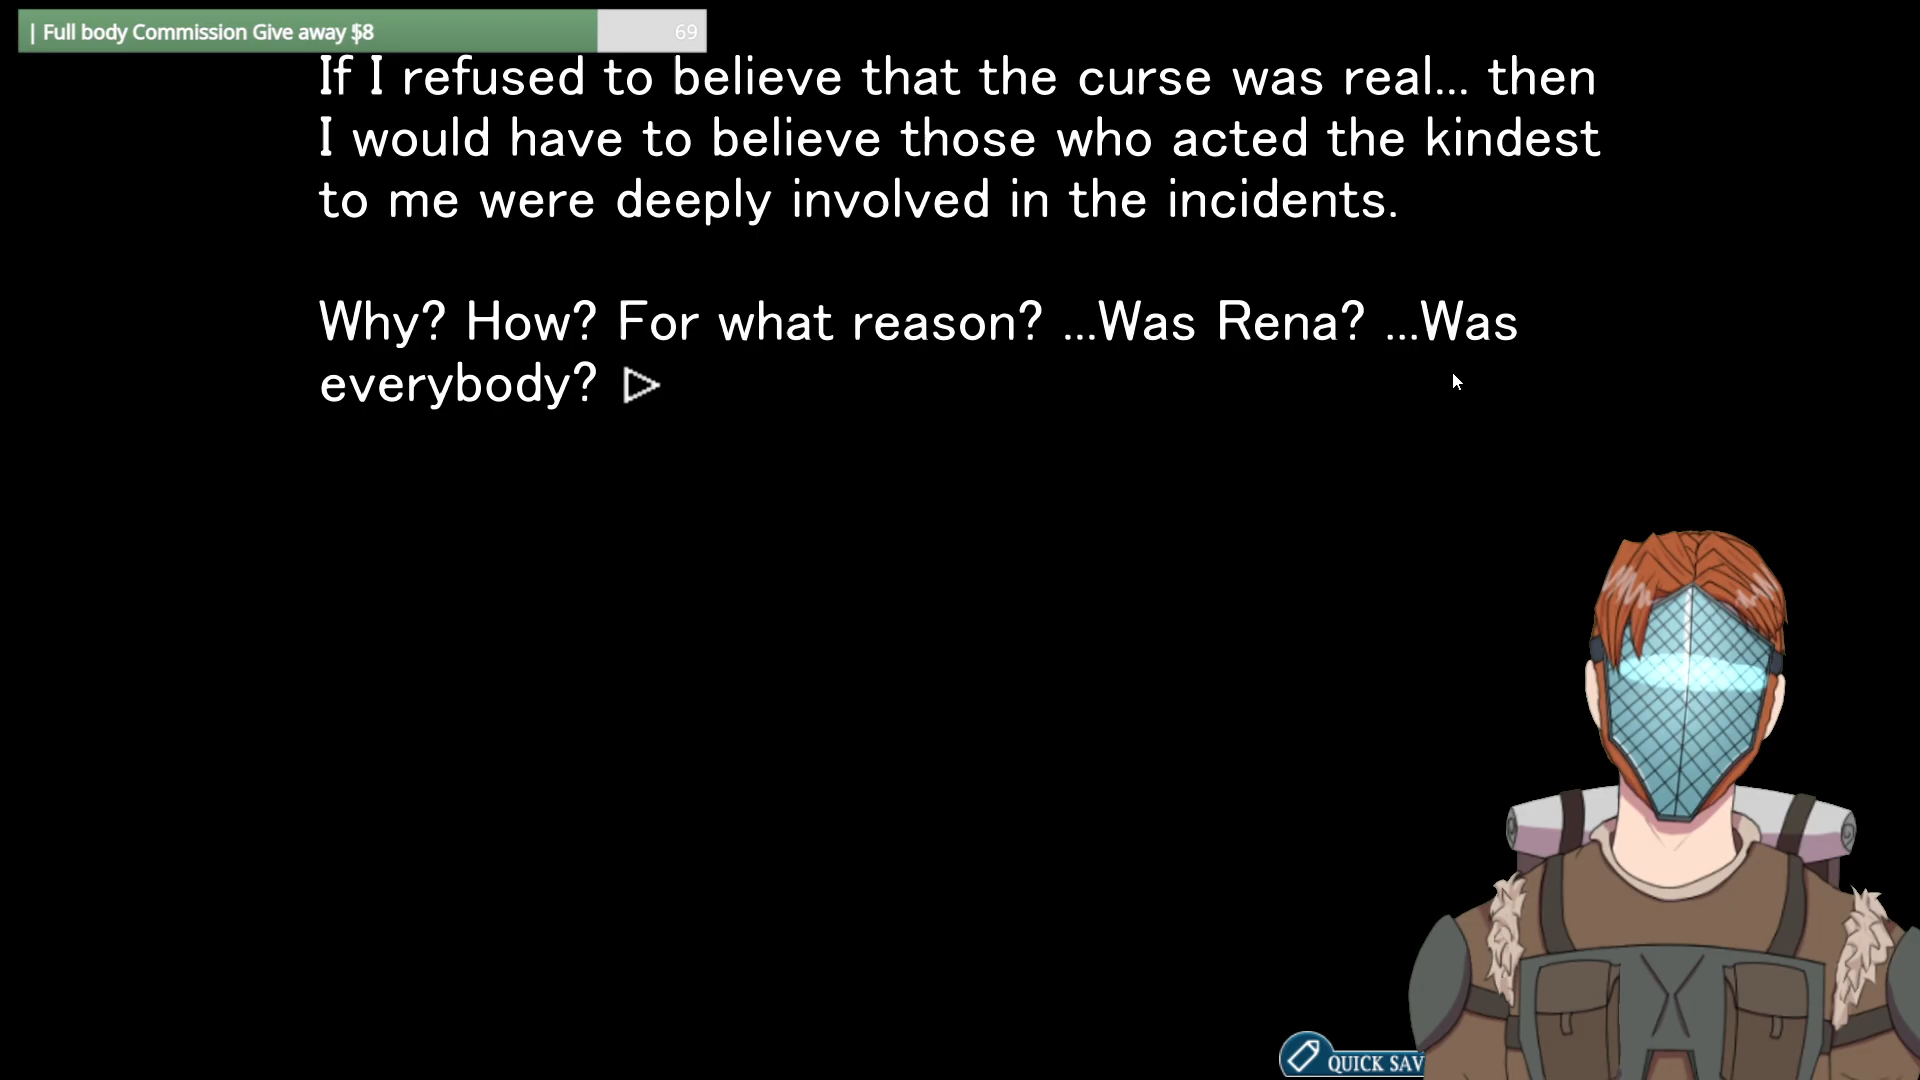 | Full body Commission Give away $8
69
If I refused to believe that the curse was real... then
I would have to believe those who acted the kindest
to me were deeply involved in the incidents.
Why? How? For what reason? ...Was Rena? ...Was
everybody?
QUICK SAV